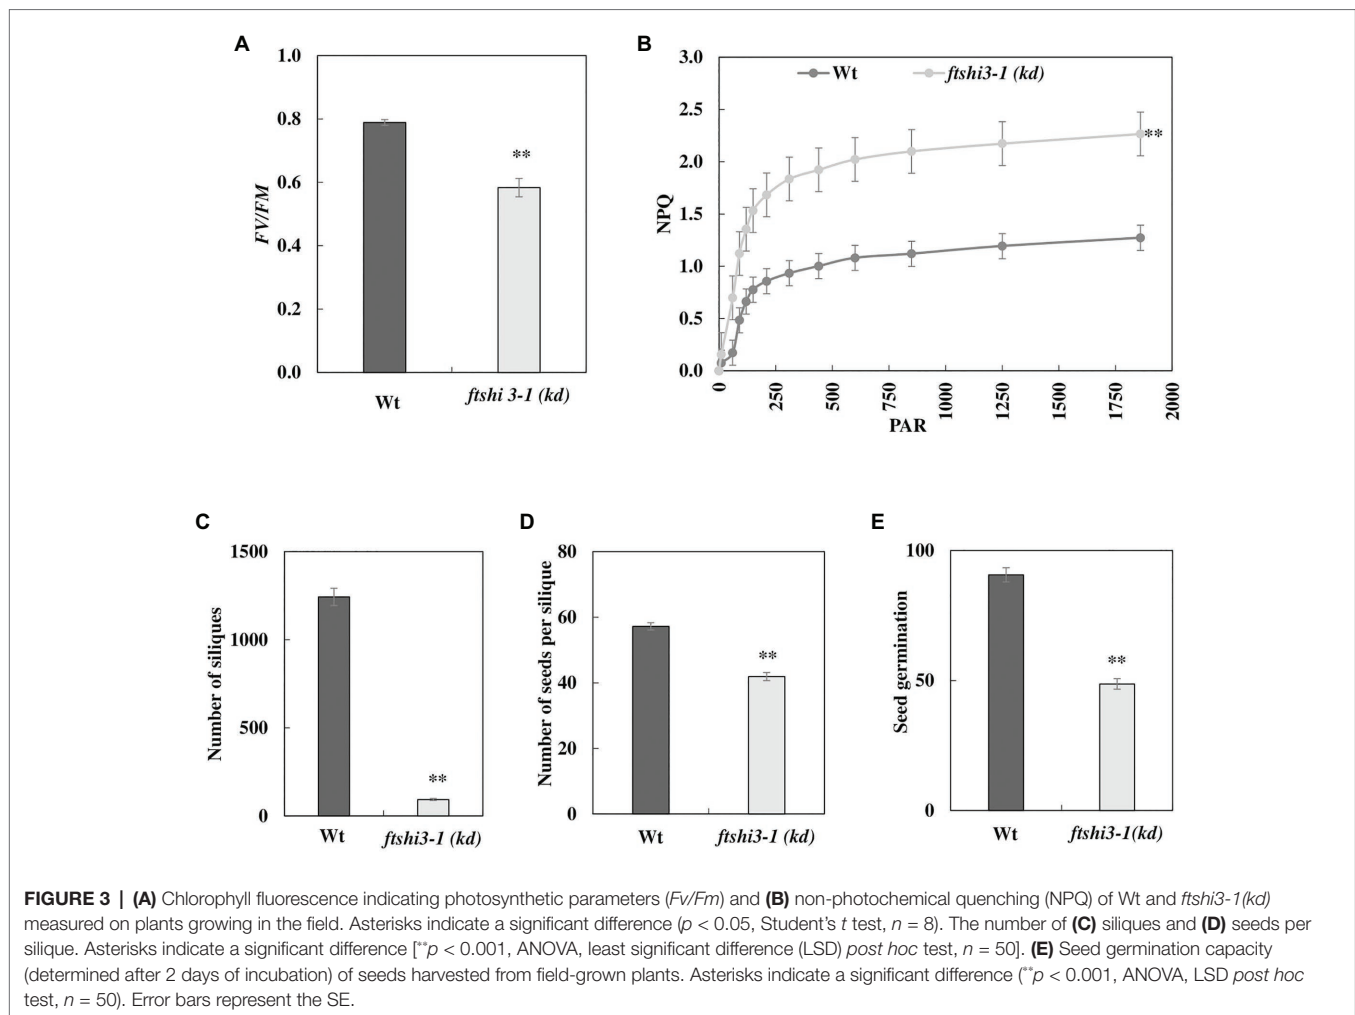 A
1.0
0.8
0.6
0.4
0.2
0.0
FV/FM
**
Wt
ftshi 3-1 (kd)
B
3.0
2.5
2.0
1.5
1.0
0.5
0.0
NPQ
Wt
ftshi3-1 (kd)
**
0
250
500
750
1000
1250
1500
1750
2000
PAR
C
1500
1000
500
0
Number of siliques
**
Wt
ftshi3-1 (kd)
D
80
60
40
20
0
Number of seeds per silique
**
Wt
ftshi3-1 (kd)
E
100
50
0
Seed germination
**
Wt
ftshi3-1(kd)
FIGURE 3 | (A) Chlorophyll fluorescence indicating photosynthetic parameters (Fv/Fm) and (B) non-photochemical quenching (NPQ) of Wt and ftshi3-1(kd)
measured on plants growing in the field. Asterisks indicate a significant difference (p < 0.05, Student's t test, n = 8). The number of (C) siliques and (D) seeds per
silique. Asterisks indicate a significant difference [**p < 0.001, ANOVA, least significant difference (LSD) post hoc test, n = 50]. (E) Seed germination capacity
(determined after 2 days of incubation) of seeds harvested from field-grown plants. Asterisks indicate a significant difference (**p < 0.001, ANOVA, LSD post hoc
test, n = 50). Error bars represent the SE.